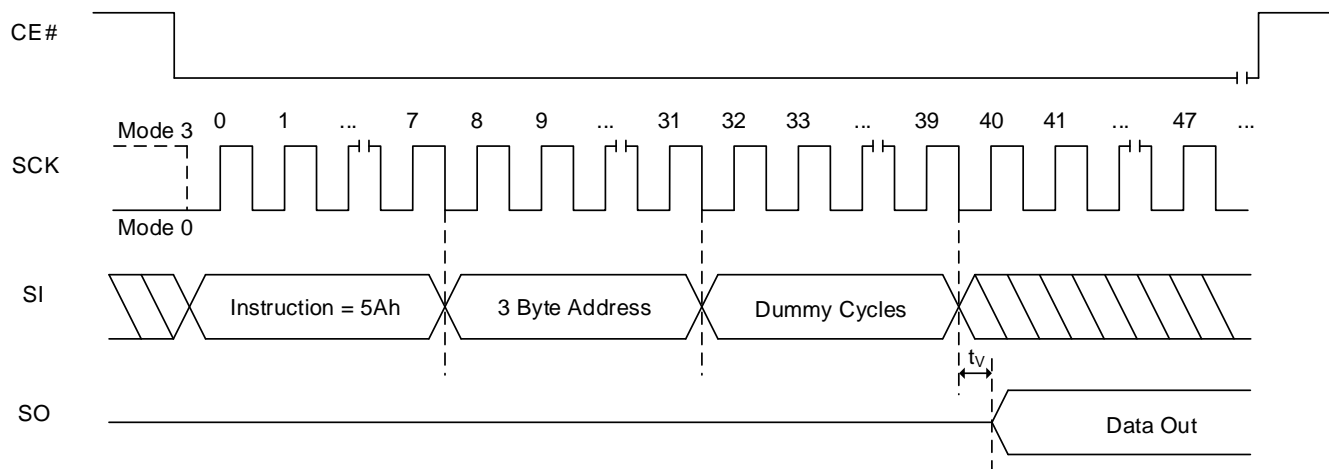 CE#
0 1 ... 7 8 9 ... 31 32 33 ... 39 40 41 ... 47 ...
Mode 3
SCK
Mode 0
SI Instruction = 5Ah 3 Byte Address Dummy Cycles
tV
SO Data Out